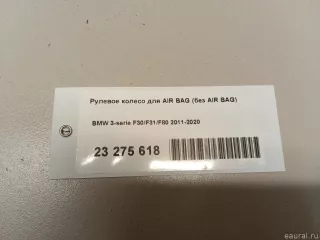 Рулевое колесо для AIR BAG (без AIR BAG)
BMW 3-serie F30/F31/F80 2011-2020
23 275 618
eaural.ru